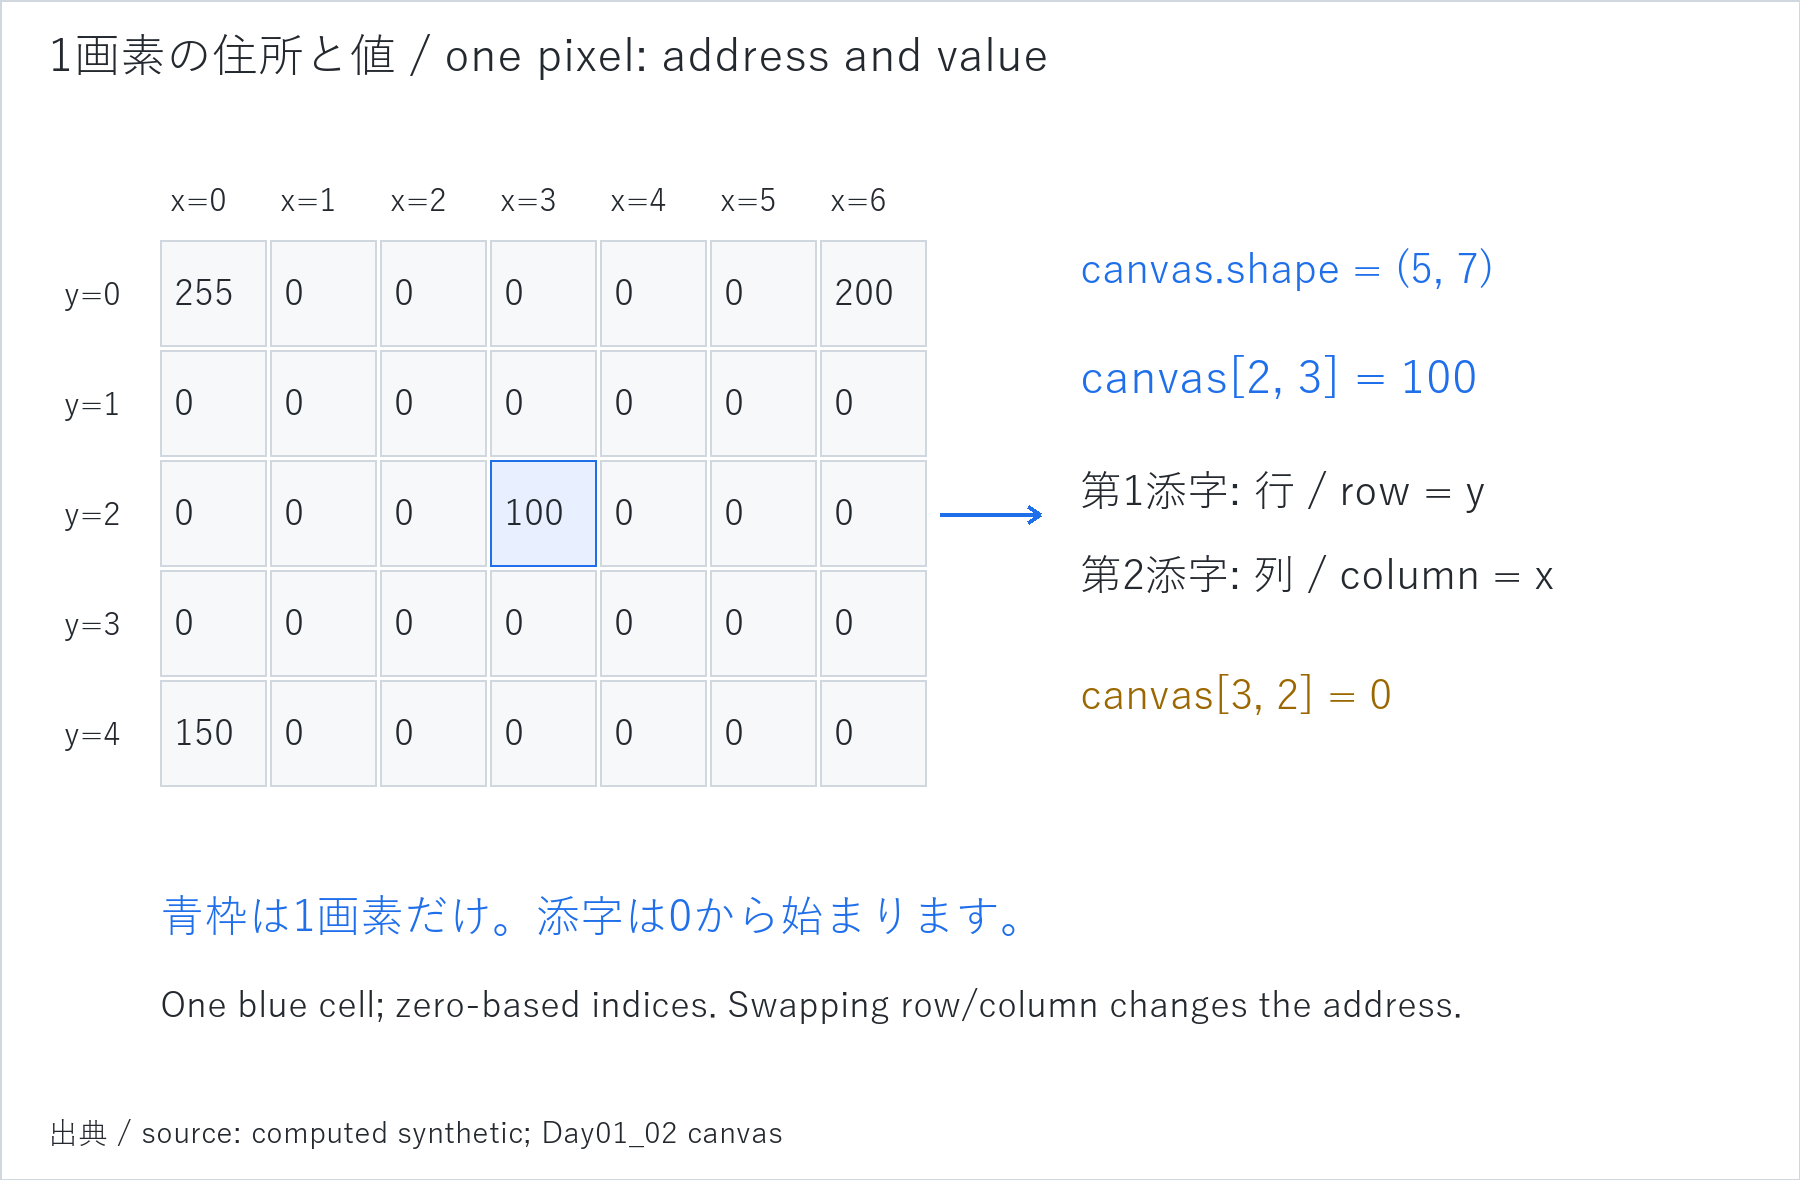 1画素の住所と値 / one pixel: address and value
x=0 x=1 x=2 x=3 x=4 x=5 x=6
y=0 255 0 0 0 0 0 200
y=1 0 0 0 0 0 0 0
y=2 0 0 0 100 0 0 0
y=3 0 0 0 0 0 0 0
y=4 150 0 0 0 0 0 0
canvas.shape = (5, 7)
canvas[2, 3] = 100
第1添字: 行 / row = y
第2添字: 列 / column = x
canvas[3, 2] = 0
青枠は1画素だけ。添字は0から始まります。
One blue cell; zero-based indices. Swapping row/column changes the address.
出典 / source: computed synthetic; Day01_02 canvas